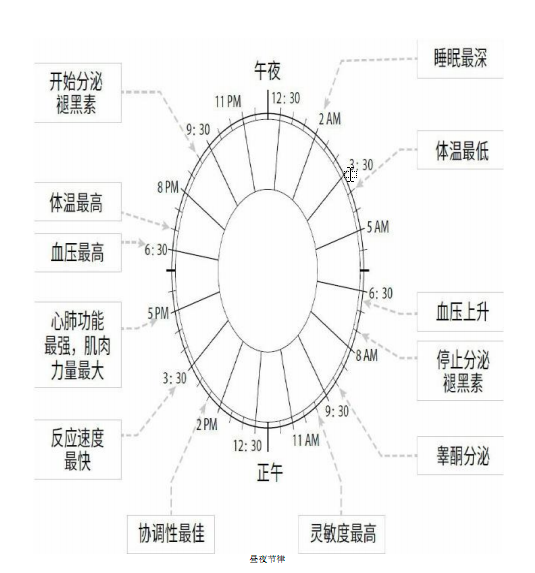 午夜
睡眠最深
开始分泌
褪黑素
11 PM
12: 30
2 AM
9: 30
3: 30
体温最低
8 PM
体温最高
5 AM
血压最高
6: 30
6: 30
血压上升
心肺功能
最强，肌肉
力量最大
5 PM
8 AM
停止分泌
褪黑素
3: 30
9: 30
反应速度
最快
2 PM
12: 30
11 AM
睾酮分泌
正午
协调性最佳
灵敏度最高
昼夜节律